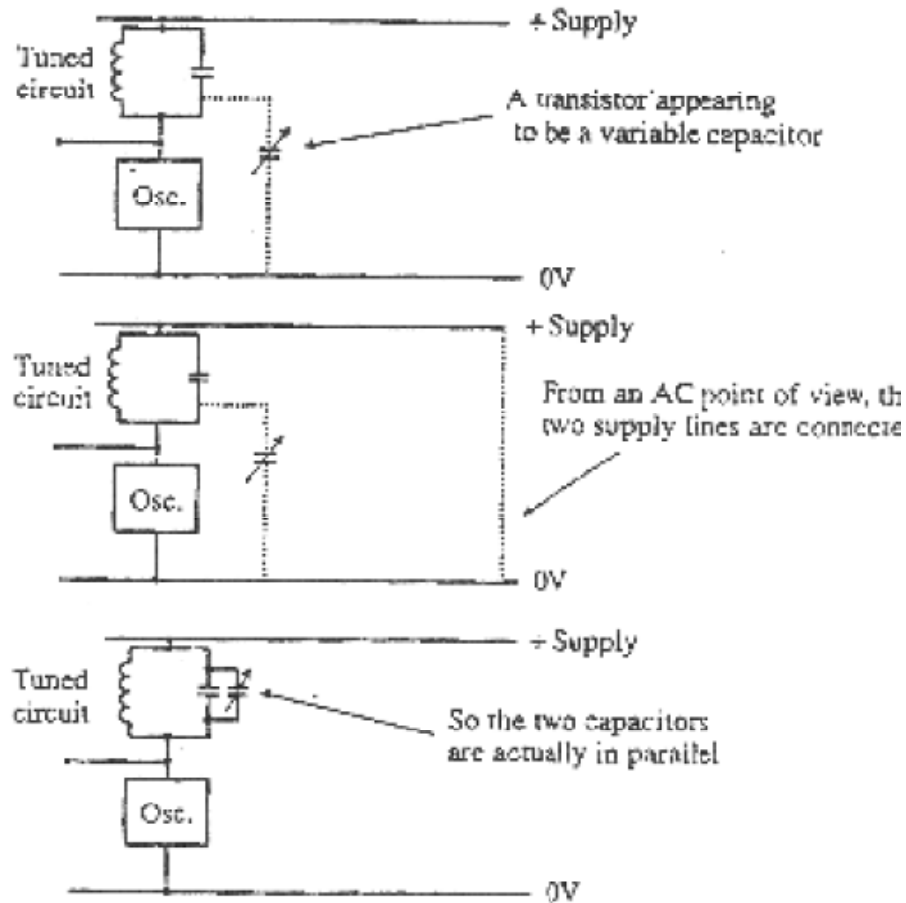 + Supply
Tuned
circuit
A transistor appearing
to be a variable capacitor
Osc.
0V
+ Supply
Tuned
circuit
From an AC point of view, th
two supply lines are connecte
Osc.
0V
+ Supply
Tuned
circuit
So the two capacitors
are actually in parallel
Osc.
0V